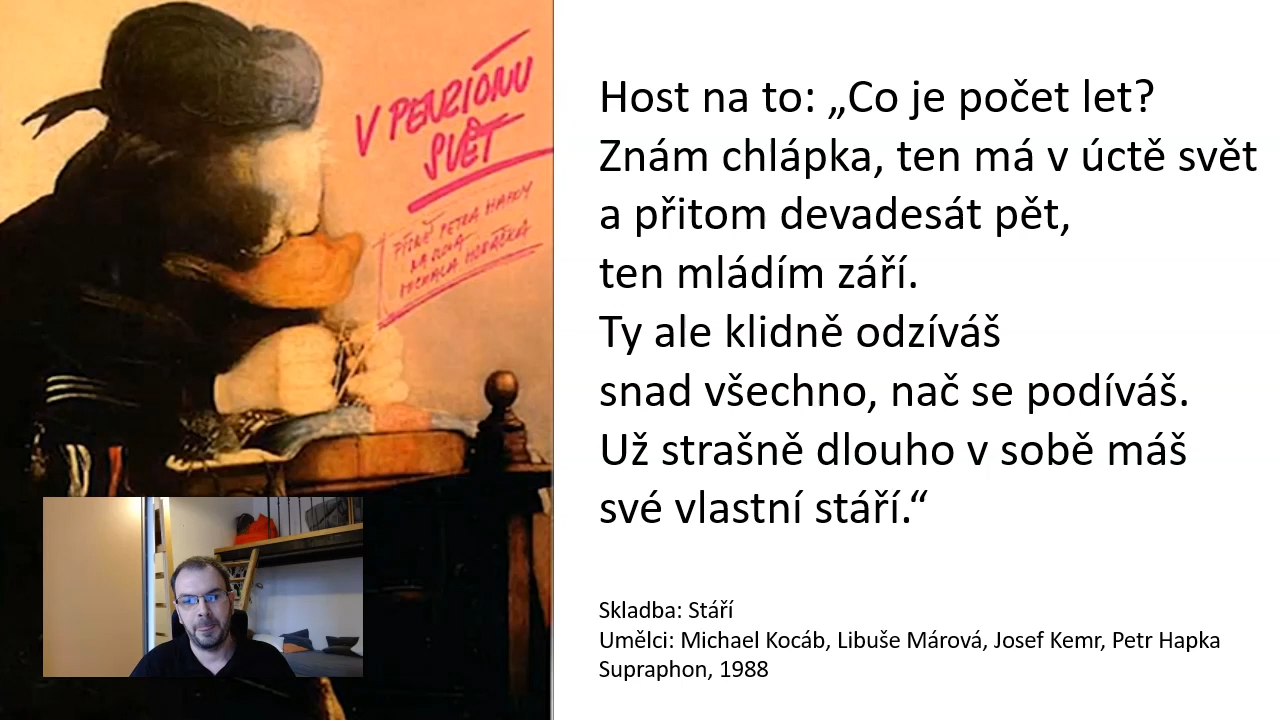 V PENZIÓNU
SVĚT
PÍSNĚ PETRA HAPKY
NA SLOVA
MICHALA HORÁČKA
Host na to: „Co je počet let?
Znám chlápka, ten má v úctě svět
a přitom devadesát pět,
ten mládím září.
Ty ale klidně odzíváš
snad všechno, nač se podíváš.
Už strašně dlouho v sobě máš
své vlastní stáří.“
Skladba: Stáří
Umělci: Michael Kocáb, Libuše Márová, Josef Kemr, Petr Hapka
Supraphon, 1988